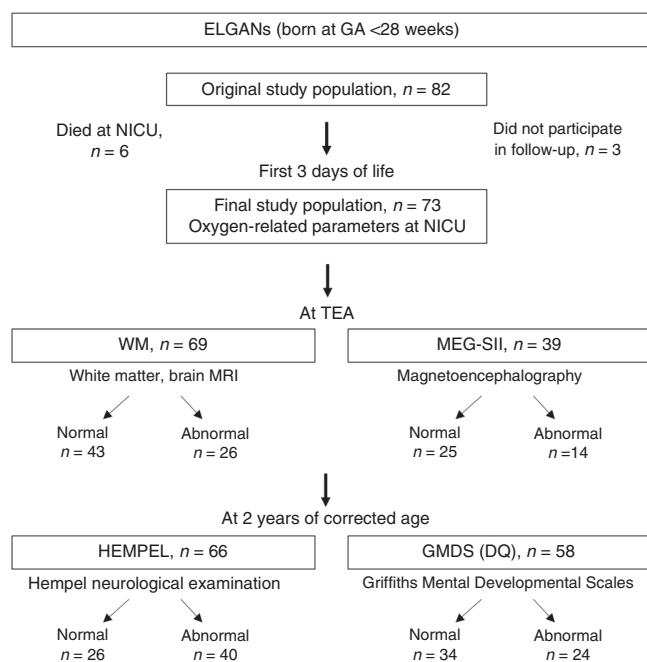 ELGANs (born at GA <28 weeks)
Original study population, n = 82
Died at NICU,
n = 6
Did not participate
in follow-up, n = 3
First 3 days of life
Final study population, n = 73
Oxygen-related parameters at NICU
At TEA
WM, n = 69
MEG-SII, n = 39
White matter, brain MRI
Magnetoencephalography
Normal
n = 43
Abnormal
n = 26
Normal
n = 25
Abnormal
n =14
At 2 years of corrected age
HEMPEL, n = 66
GMDS (DQ), n = 58
Hempel neurological examination
Griffiths Mental Developmental Scales
Normal
n = 26
Abnormal
n = 40
Normal
n = 34
Abnormal
n = 24